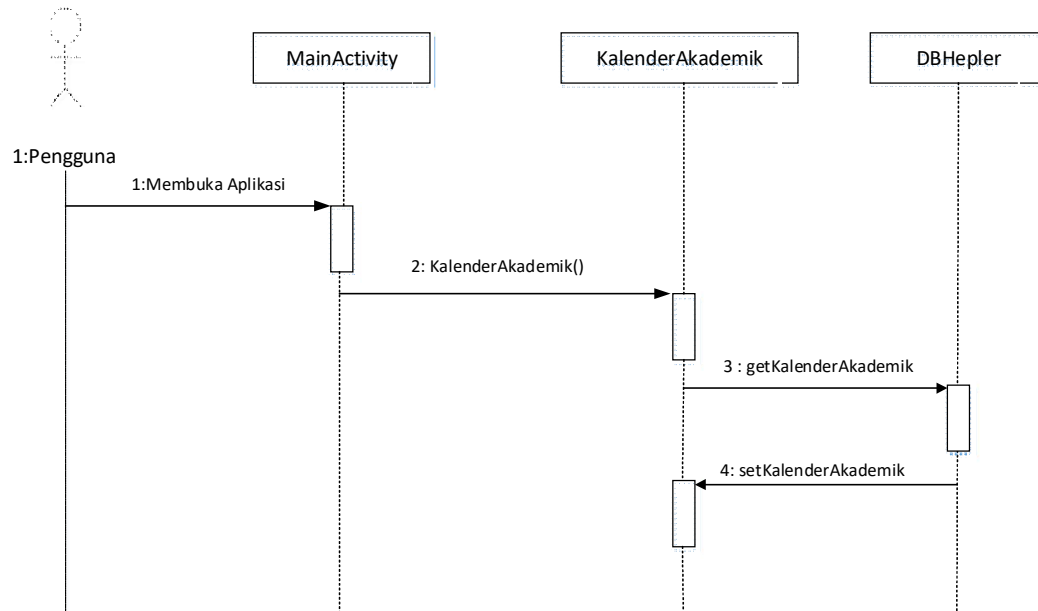 MainActivity
KalenderAkademik
DBHepler
1:Pengguna
1:Membuka Aplikasi
2: KalenderAkademik()
3 : getKalenderAkademik
4: setKalenderAkademik